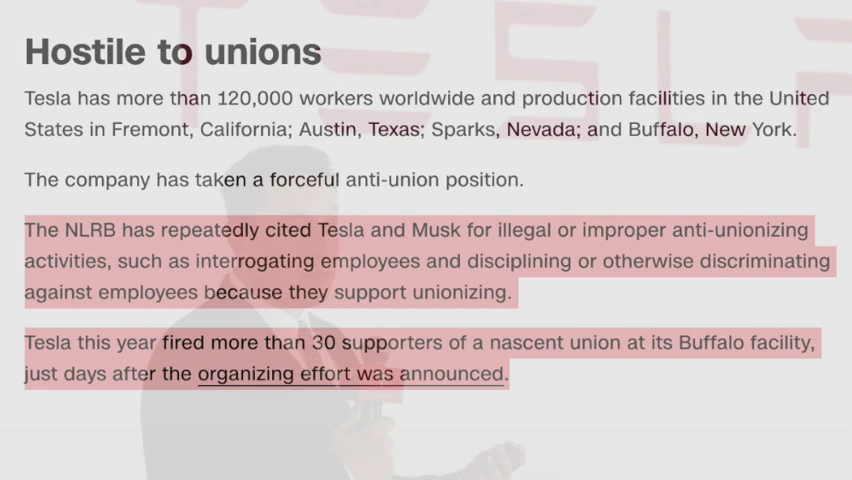 TESLA
Hostile to unions
Tesla has more than 120,000 workers worldwide and production facilities in the United
States in Fremont, California; Austin, Texas; Sparks, Nevada; and Buffalo, New York.
The company has taken a forceful anti-union position.
The NLRB has repeatedly cited Tesla and Musk for illegal or improper anti-unionizing
activities, such as interrogating employees and disciplining or otherwise discriminating
against employees because they support unionizing.
Tesla this year fired more than 30 supporters of a nascent union at its Buffalo facility,
just days after the organizing effort was announced.